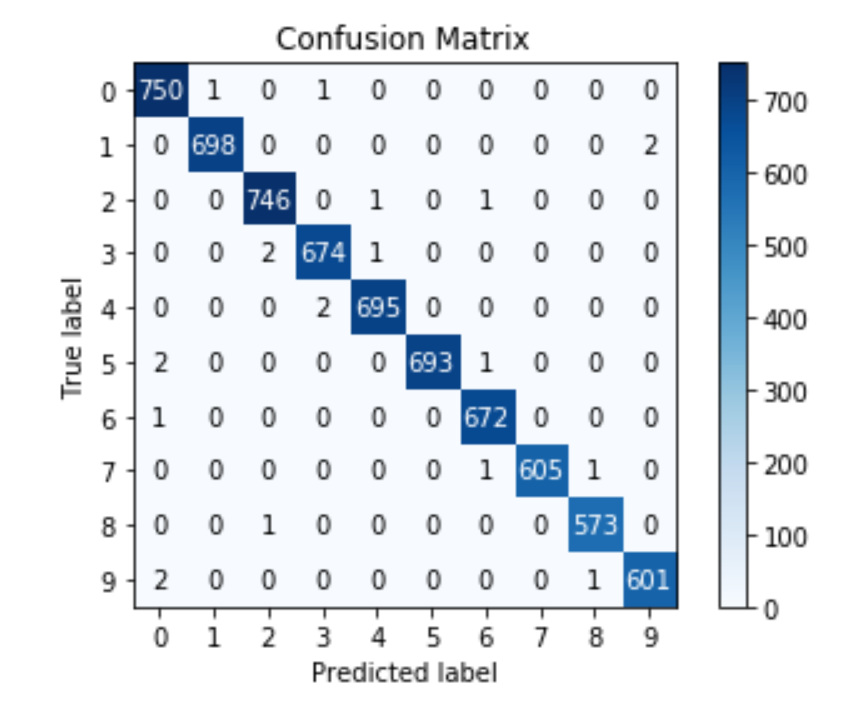 Confusion Matrix
0 750 1 0 1 0 0 0 0 0 0
1 0 698 0 0 0 0 0 0 0 2
2 0 0 746 0 1 0 1 0 0 0
3 0 0 2 674 1 0 0 0 0 0
4 0 0 0 2 695 0 0 0 0 0
5 2 0 0 0 0 693 1 0 0 0
6 1 0 0 0 0 0 672 0 0 0
7 0 0 0 0 0 0 1 605 1 0
8 0 0 1 0 0 0 0 0 573 0
9 2 0 0 0 0 0 0 0 1 601
0 1 2 3 4 5 6 7 8 9
Predicted label
True label
700
600
500
400
300
200
100
0